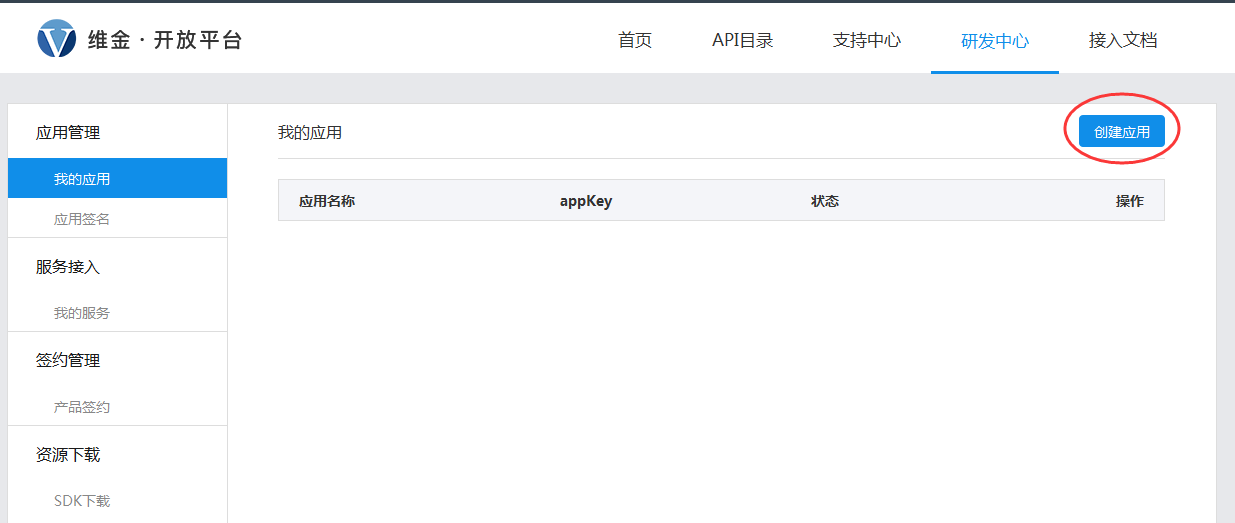 维金·开放平台
首页 API目录 支持中心 研发中心 接入文档
应用管理
我的应用
应用签名
服务接入
我的服务
签约管理
产品签约
资源下载
SDK下载
我的应用 创建应用
应用名称 appKey 状态 操作